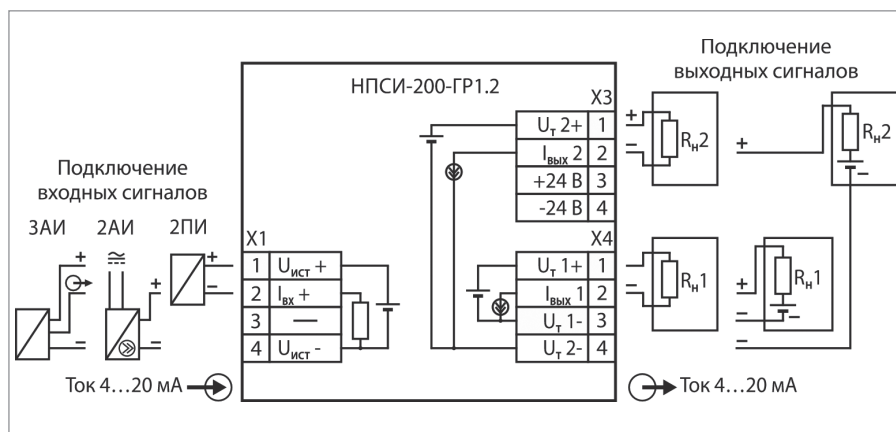 Подключение
выходных сигналов
НПСИ-200-ГР1.2
X3
Uт 2+ 1
Iвых 2 2
+24 В 3
-24 В 4
+
−
Rн2
+
Rн2
−
Подключение
входных сигналов
3АИ 2АИ 2ПИ
+
−
+
−
+
−
X1
1 Uист +
2 Iвх +
3 —
4 Uист -
X4
Uт 1+ 1
Iвых 1 2
Uт 1- 3
Uт 2- 4
+
−
Rн1
+
−
−
Rн1
−
Ток 4…20 мА
Ток 4…20 мА